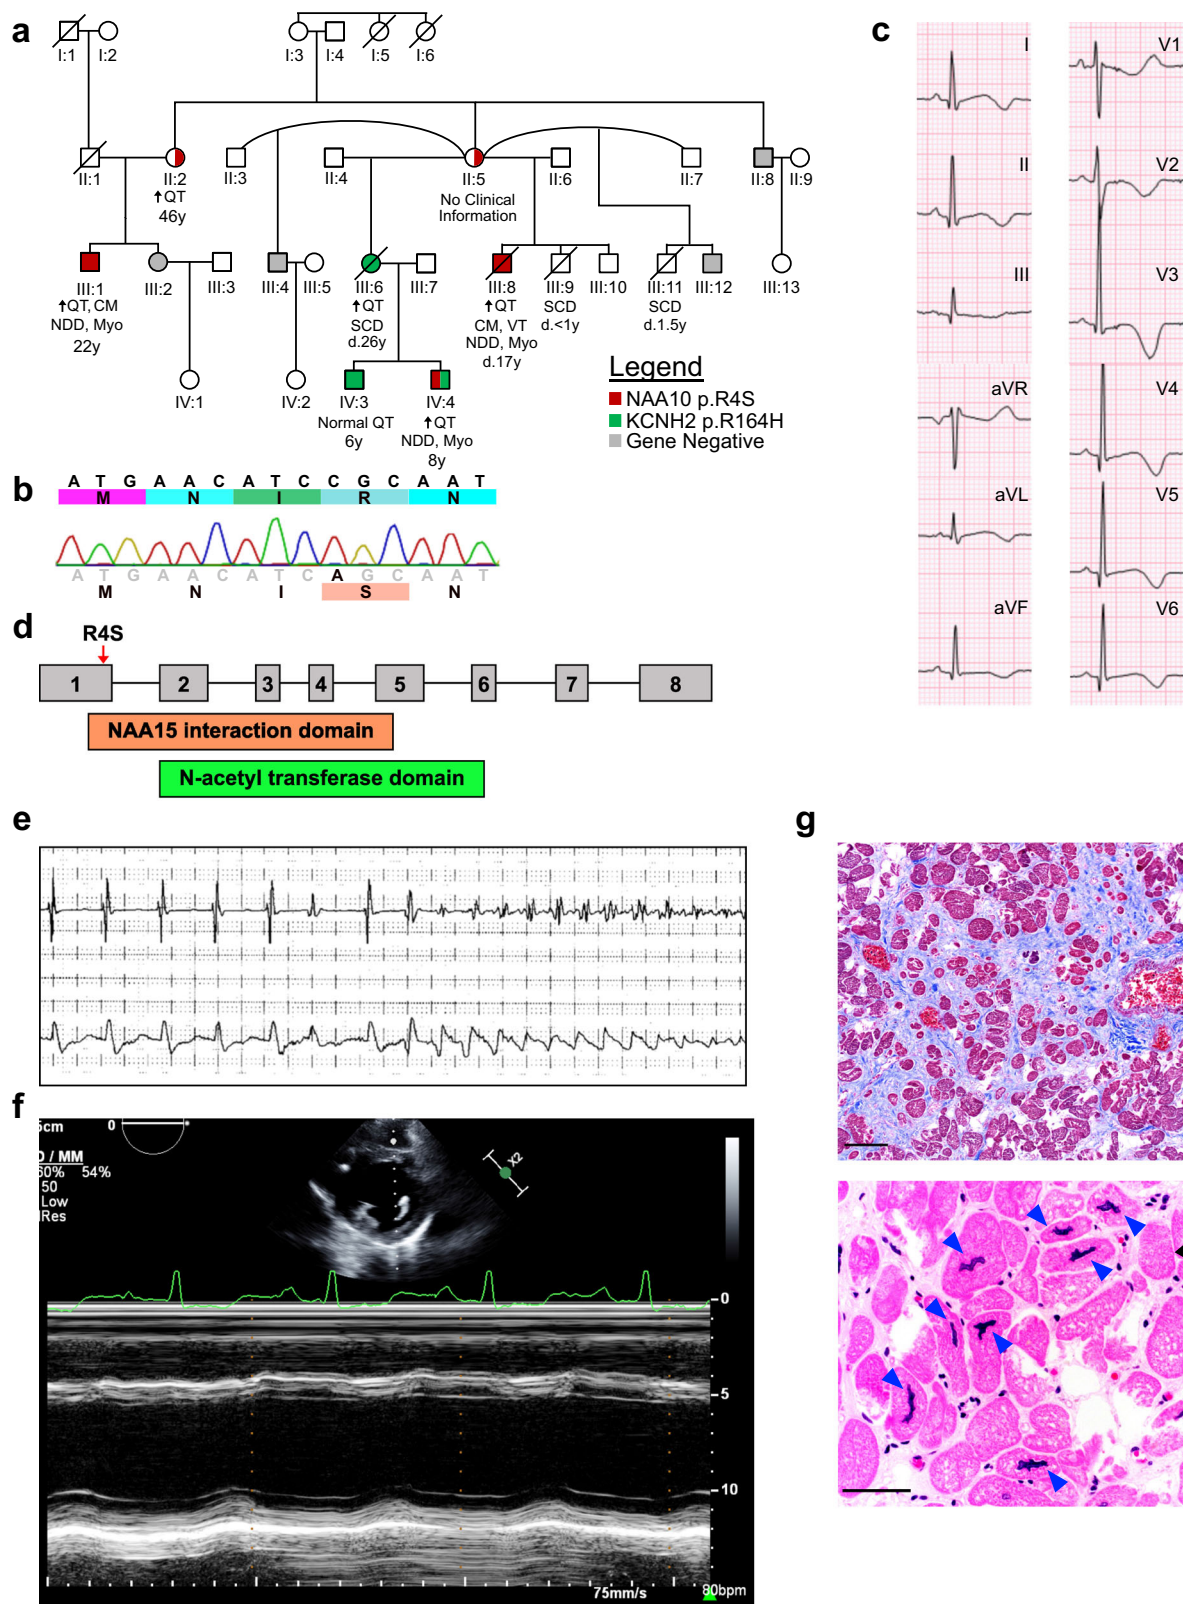 a
I:1
I:2
I:3
I:4
I:5
I:6
II:1
II:2
↑QT
46y
II:3
II:4
II:5
No Clinical
Information
II:6
II:7
II:8
II:9
III:1
↑QT, CM
NDD, Myo
22y
III:2
III:3
III:4
III:5
III:6
↑QT
SCD
d.26y
III:7
III:8
↑QT
CM, VT
NDD, Myo
d.17y
III:9
SCD
d.<1y
III:10
III:11
SCD
d.1.5y
III:12
III:13
IV:1
IV:2
IV:3
Normal QT
6y
IV:4
↑QT
NDD, Myo
8y
Legend
NAA10 p.R4S
KCNH2 p.R164H
Gene Negative
b
A T G A A C A T C C G C A A T
M N I R N
A T G A A C A T C A G C A A T
M N I S N
c
I
II
III
aVR
aVL
aVF
V1
V2
V3
V4
V5
V6
d
R4S
1 2 3 4 5 6 7 8
NAA15 interaction domain
N-acetyl transferase domain
e
f
5cm
0
D / MM
60% 54%
50
Low
IRes
X2
0
5
10
75mm/s
80bpm
g